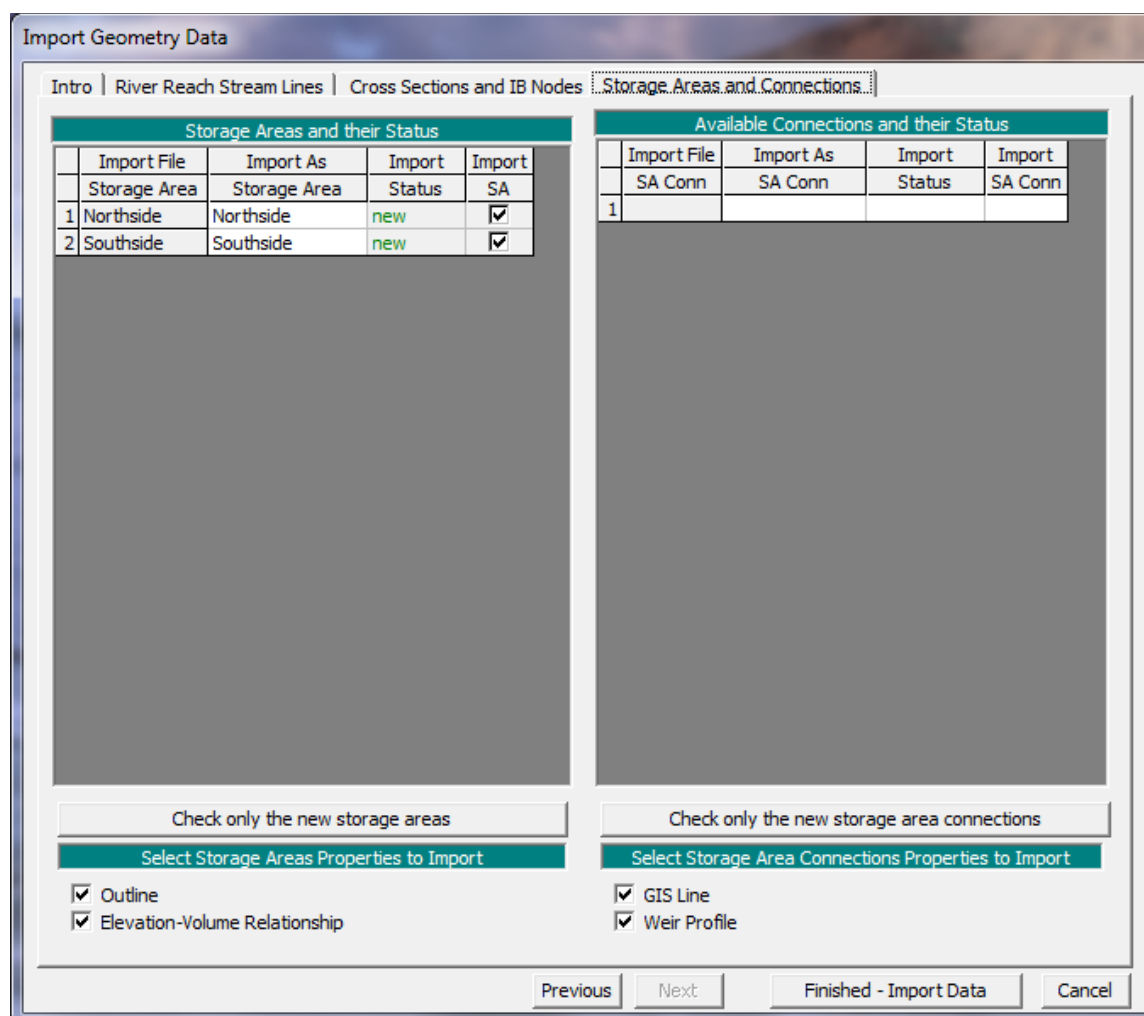 Import Geometry Data
Intro
River Reach Stream Lines
Cross Sections and IB Nodes
Storage Areas and Connections
Storage Areas and their Status
Import File Import As Import Import
Storage Area Storage Area Status SA
1 Northside Northside new
2 Southside Southside new
Check only the new storage areas
Select Storage Areas Properties to Import
Outline
Elevation-Volume Relationship
Available Connections and their Status
Import File Import As Import Import
SA Conn SA Conn Status SA Conn
1
Check only the new storage area connections
Select Storage Area Connections Properties to Import
GIS Line
Weir Profile
Previous
Next
Finished - Import Data
Cancel